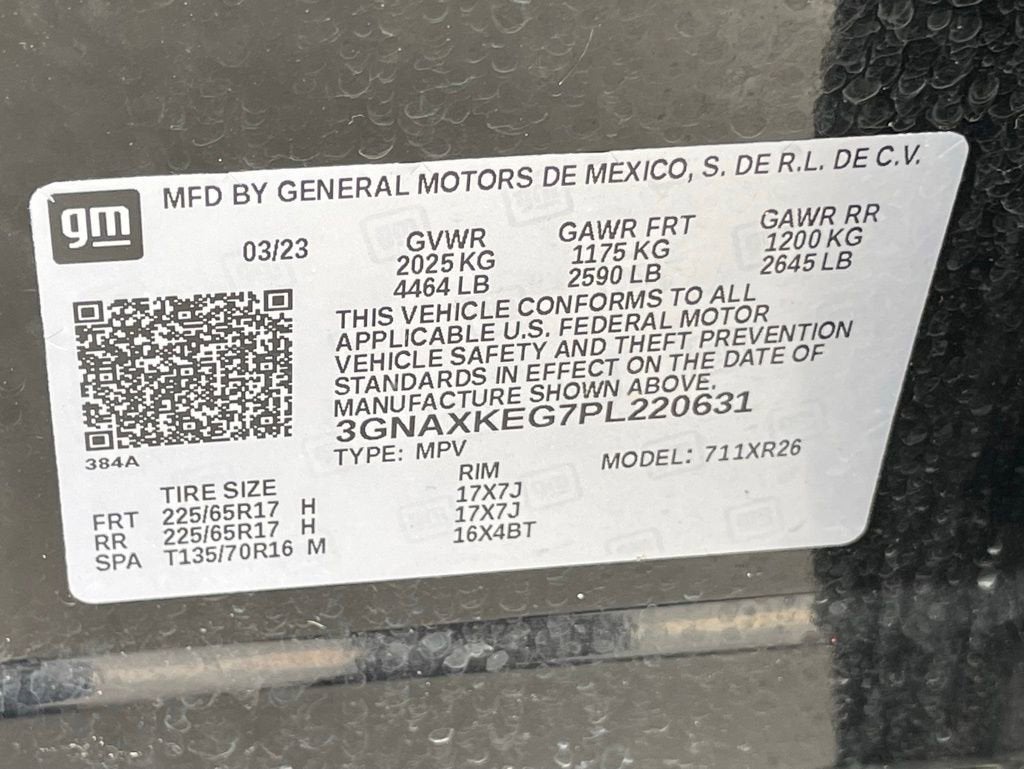 gm
MFD BY GENERAL MOTORS DE MEXICO, S. DE R.L. DE C.V.
03/23
GVWR
2025 KG
4464 LB
GAWR FRT
1175 KG
2590 LB
GAWR RR
1200 KG
2645 LB
THIS VEHICLE CONFORMS TO ALL
APPLICABLE U.S. FEDERAL MOTOR
VEHICLE SAFETY AND THEFT PREVENTION
STANDARDS IN EFFECT ON THE DATE OF
MANUFACTURE SHOWN ABOVE.
3GNAXKEG7PL220631
384A
TYPE: MPV
MODEL: 711XR26
TIRE SIZE RIM
FRT 225/65R17 H 17X7J
RR 225/65R17 H 17X7J
SPA T135/70R16 M 16X4BT